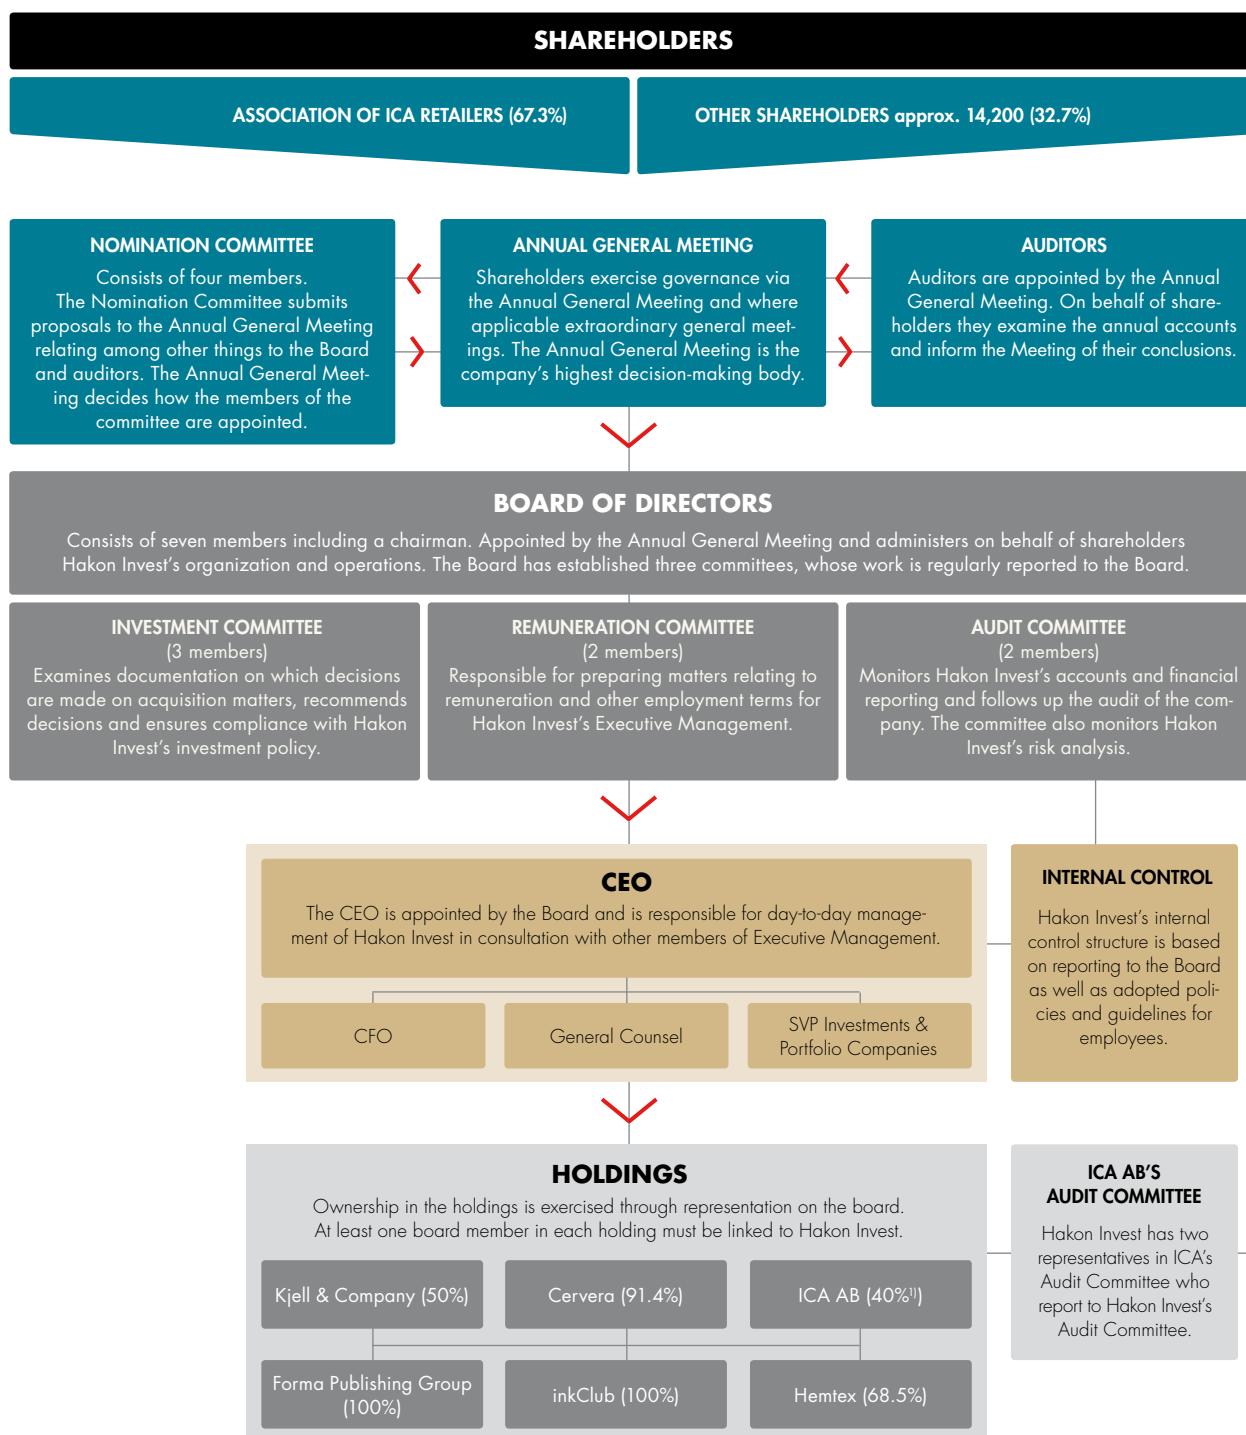 SHAREHOLDERS
ASSOCIATION OF ICA RETAILERS (67.3%)
OTHER SHAREHOLDERS approx. 14,200 (32.7%)
NOMINATION COMMITTEE
Consists of four members.
The Nomination Committee submits
proposals to the Annual General Meeting
relating among other things to the Board
and auditors. The Annual General Meet-
ing decides how the members of the
committee are appointed.
ANNUAL GENERAL MEETING
Shareholders exercise governance via
the Annual General Meeting and where
applicable extraordinary general meet-
ings. The Annual General Meeting is the
company's highest decision-making body.
AUDITORS
Auditors are appointed by the Annual
General Meeting. On behalf of share-
holders they examine the annual accounts
and inform the Meeting of their conclusions.
BOARD OF DIRECTORS
Consists of seven members including a chairman. Appointed by the Annual General Meeting and administers on behalf of shareholders
Hakon Invest's organization and operations. The Board has established three committees, whose work is regularly reported to the Board.
INVESTMENT COMMITTEE
(3 members)
Examines documentation on which decisions
are made on acquisition matters, recommends
decisions and ensures compliance with Hakon
Invest's investment policy.
REMUNERATION COMMITTEE
(2 members)
Responsible for preparing matters relating to
remuneration and other employment terms for
Hakon Invest's Executive Management.
AUDIT COMMITTEE
(2 members)
Monitors Hakon Invest's accounts and financial
reporting and follows up the audit of the com-
pany. The committee also monitors Hakon
Invest's risk analysis.
CEO
The CEO is appointed by the Board and is responsible for day-to-day manage-
ment of Hakon Invest in consultation with other members of Executive Management.
CFO
General Counsel
SVP Investments &
Portfolio Companies
INTERNAL CONTROL
Hakon Invest's internal
control structure is based
on reporting to the Board
as well as adopted poli-
cies and guidelines for
employees.
HOLDINGS
Ownership in the holdings is exercised through representation on the board.
At least one board member in each holding must be linked to Hakon Invest.
Kjell & Company (50%)
Cervera (91.4%)
ICA AB (40%¹⁾)
Forma Publishing Group
(100%)
inkClub (100%)
Hemtex (68.5%)
ICA AB'S
AUDIT COMMITTEE
Hakon Invest has two
representatives in ICA's
Audit Committee who
report to Hakon Invest's
Audit Committee.